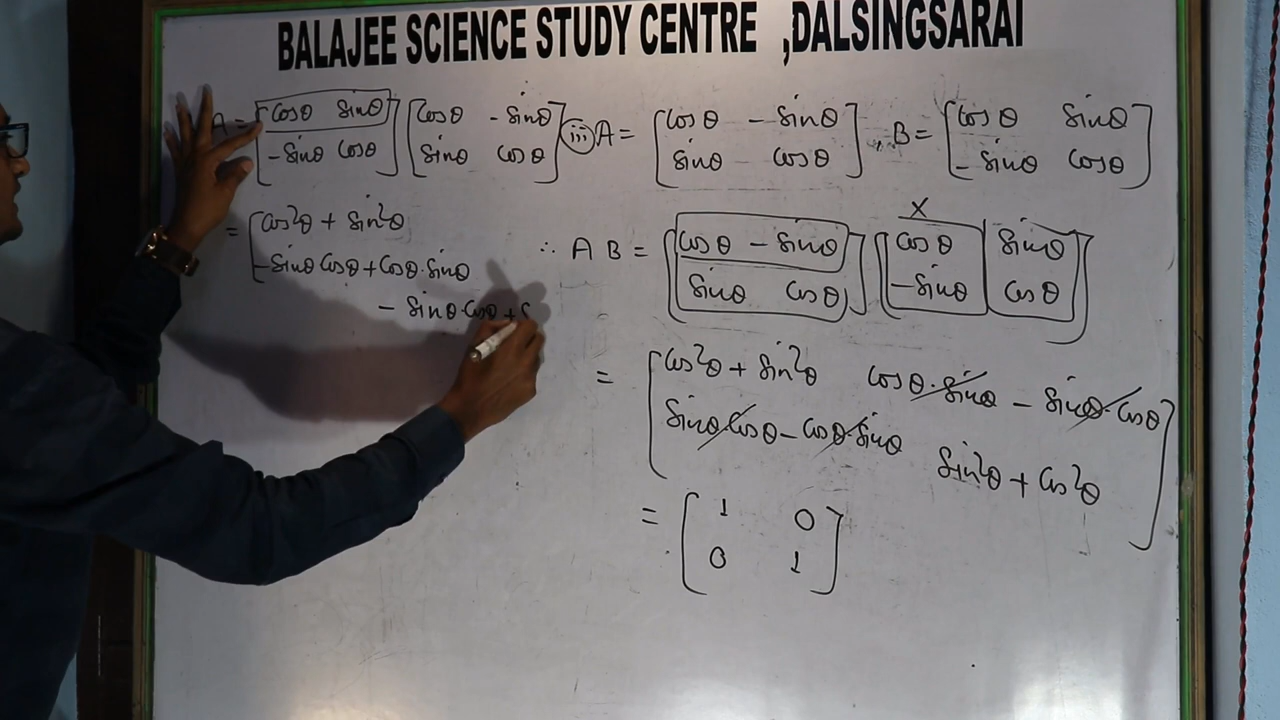 BALAJEE SCIENCE STUDY CENTRE ,DALSINGSARAI
A = [cosθ sinθ
-sinθ cosθ] [cosθ -sinθ
sinθ cosθ]
= [cos²θ + sin²θ
-sinθ cosθ + cosθ·sinθ
- sinθ·cosθ +
(iii) A = [cosθ - sinθ
sinθ cosθ] , B = [cosθ sinθ
- sinθ cosθ]
x
∴ A B = [cosθ - sinθ
sinθ cosθ] [cosθ sinθ
-sinθ cosθ]
= [cos²θ + sin²θ cosθ·sinθ - sinθ·cosθ
sinθ·cosθ - cosθ·sinθ sin²θ + cos²θ]
= [1 0
0 1]